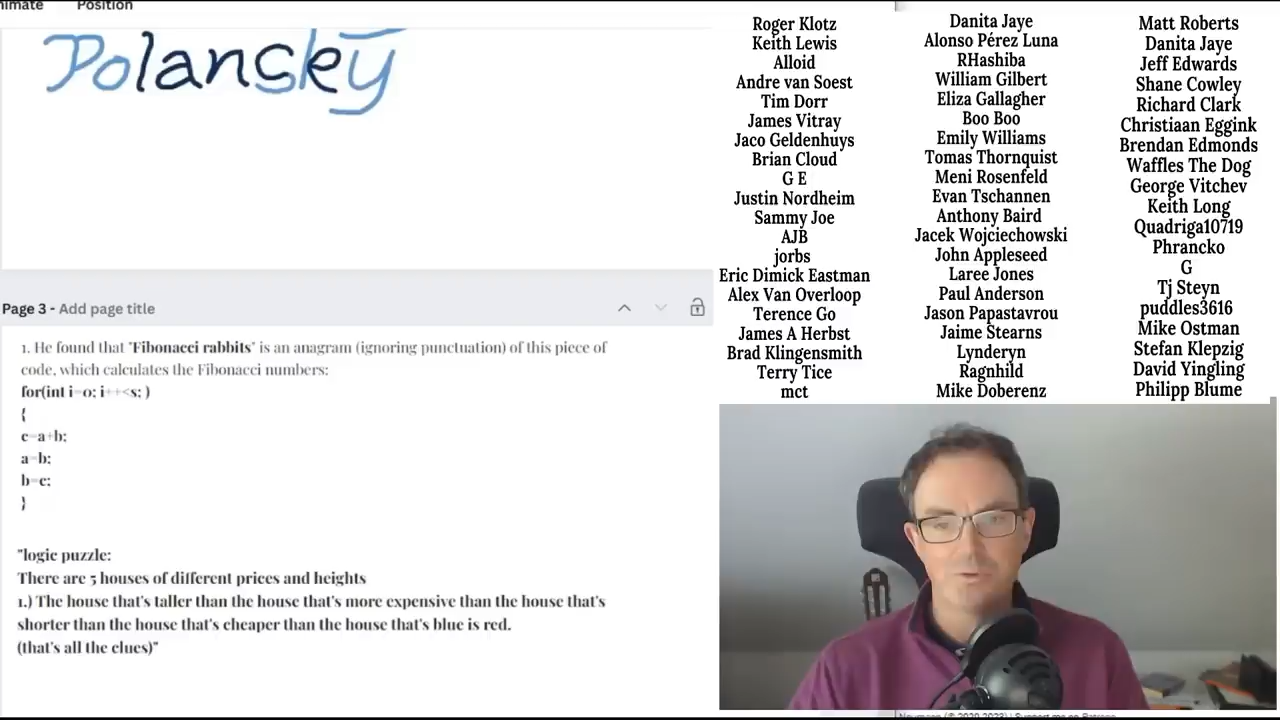 Position
Polansky
Page 3 - Add page title
1. He found that "Fibonacci rabbits" is an anagram (ignoring punctuation) of this piece of
code, which calculates the Fibonacci numbers:
for(int i=0; i++<s; )
{
c=a+b;
a=b;
b=c;
}
"logic puzzle:
There are 5 houses of different prices and heights
1.) The house that's taller than the house that's more expensive than the house that's
shorter than the house that's cheaper than the house that's blue is red.
(that's all the clues)"
Roger Klotz
Keith Lewis
Alloid
Andre van Soest
Tim Dorr
James Vitray
Jaco Geldenhuys
Brian Cloud
G E
Justin Nordheim
Sammy Joe
AJB
jorbs
Eric Dimick Eastman
Alex Van Overloop
Terence Go
James A Herbst
Brad Klingensmith
Terry Tice
mct
Danita Jaye
Alonso Pérez Luna
RHashiba
William Gilbert
Eliza Gallagher
Boo Boo
Emily Williams
Tomas Thornquist
Meni Rosenfeld
Evan Tschannen
Anthony Baird
Jacek Wojciechowski
John Appleseed
Laree Jones
Paul Anderson
Jason Papastavrou
Jaime Stearns
Lynderyn
Ragnhild
Mike Doberenz
Matt Roberts
Danita Jaye
Jeff Edwards
Shane Cowley
Richard Clark
Christiaan Eggink
Brendan Edmonds
Waffles The Dog
George Vitchev
Keith Long
Quadriga10719
Phrancko
G
Tj Steyn
puddles3616
Mike Ostman
Stefan Klepzig
David Yingling
Philipp Blume